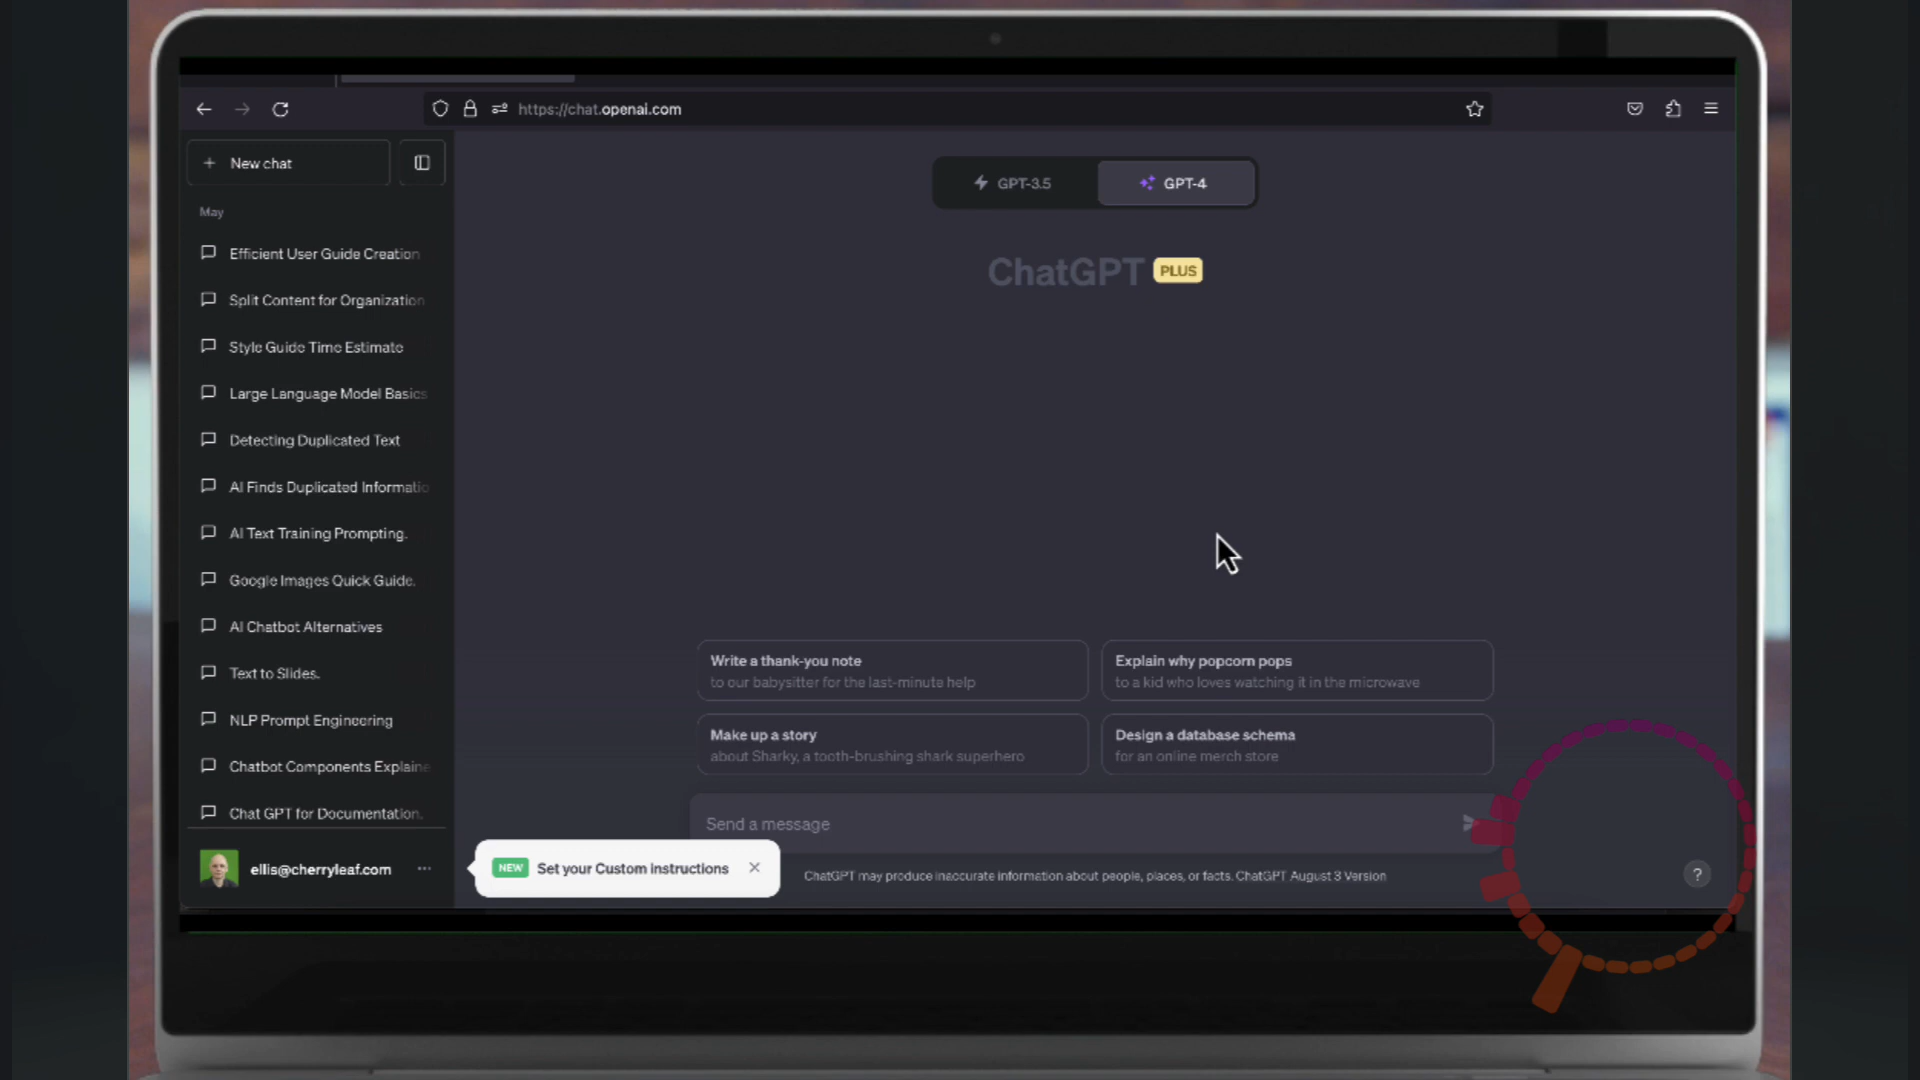 https://chat.openai.com
New chat
GPT-3.5
GPT-4
May
ChatGPT PLUS
Efficient User Guide Creation
Split Content for Organization
Style Guide Time Estimate
Large Language Model Basics
Detecting Duplicated Text
AI Finds Duplicated Informatio
AI Text Training Prompting.
Google Images Quick Guide.
AI Chatbot Alternatives
Text to Slides.
NLP Prompt Engineering
Chatbot Components Explaine
Chat GPT for Documentation.
Write a thank-you note
to our babysitter for the last-minute help
Explain why popcorn pops
to a kid who loves watching it in the microwave
Make up a story
about Sharky, a tooth-brushing shark superhero
Design a database schema
for an online merch store
Send a message
ellis@cherryleaf.com
NEW Set your Custom instructions
ChatGPT may produce inaccurate information about people, places, or facts. ChatGPT August 3 Version
?